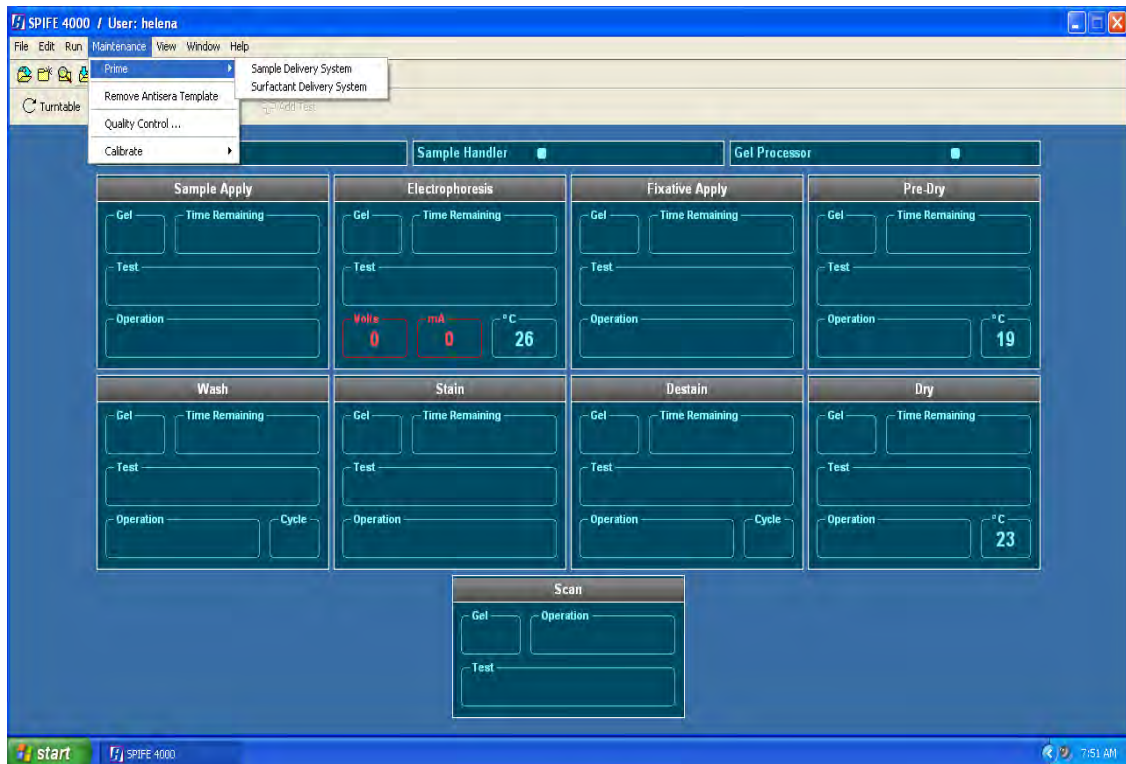 SPIFE 4000 / User: helena
File Edit Run Maintenance View Window Help
Prime
Sample Delivery System
Surfactant Delivery System
Remove Antisera Template
Turntable
Add Test
Quality Control ...
Calibrate
Sample Handler
Gel Processor
Sample Apply
Gel
Time Remaining
Test
Operation
Electrophoresis
Gel
Time Remaining
Test
Volts
0
mA
0
°C
26
Fixative Apply
Gel
Time Remaining
Test
Operation
Pre-Dry
Gel
Time Remaining
Test
Operation
°C
19
Wash
Gel
Time Remaining
Test
Operation
Cycle
Stain
Gel
Time Remaining
Test
Operation
Destain
Gel
Time Remaining
Test
Operation
Cycle
Dry
Gel
Time Remaining
Test
Operation
°C
23
Scan
Gel
Operation
Test
start
SPIFE 4000
7:51 AM